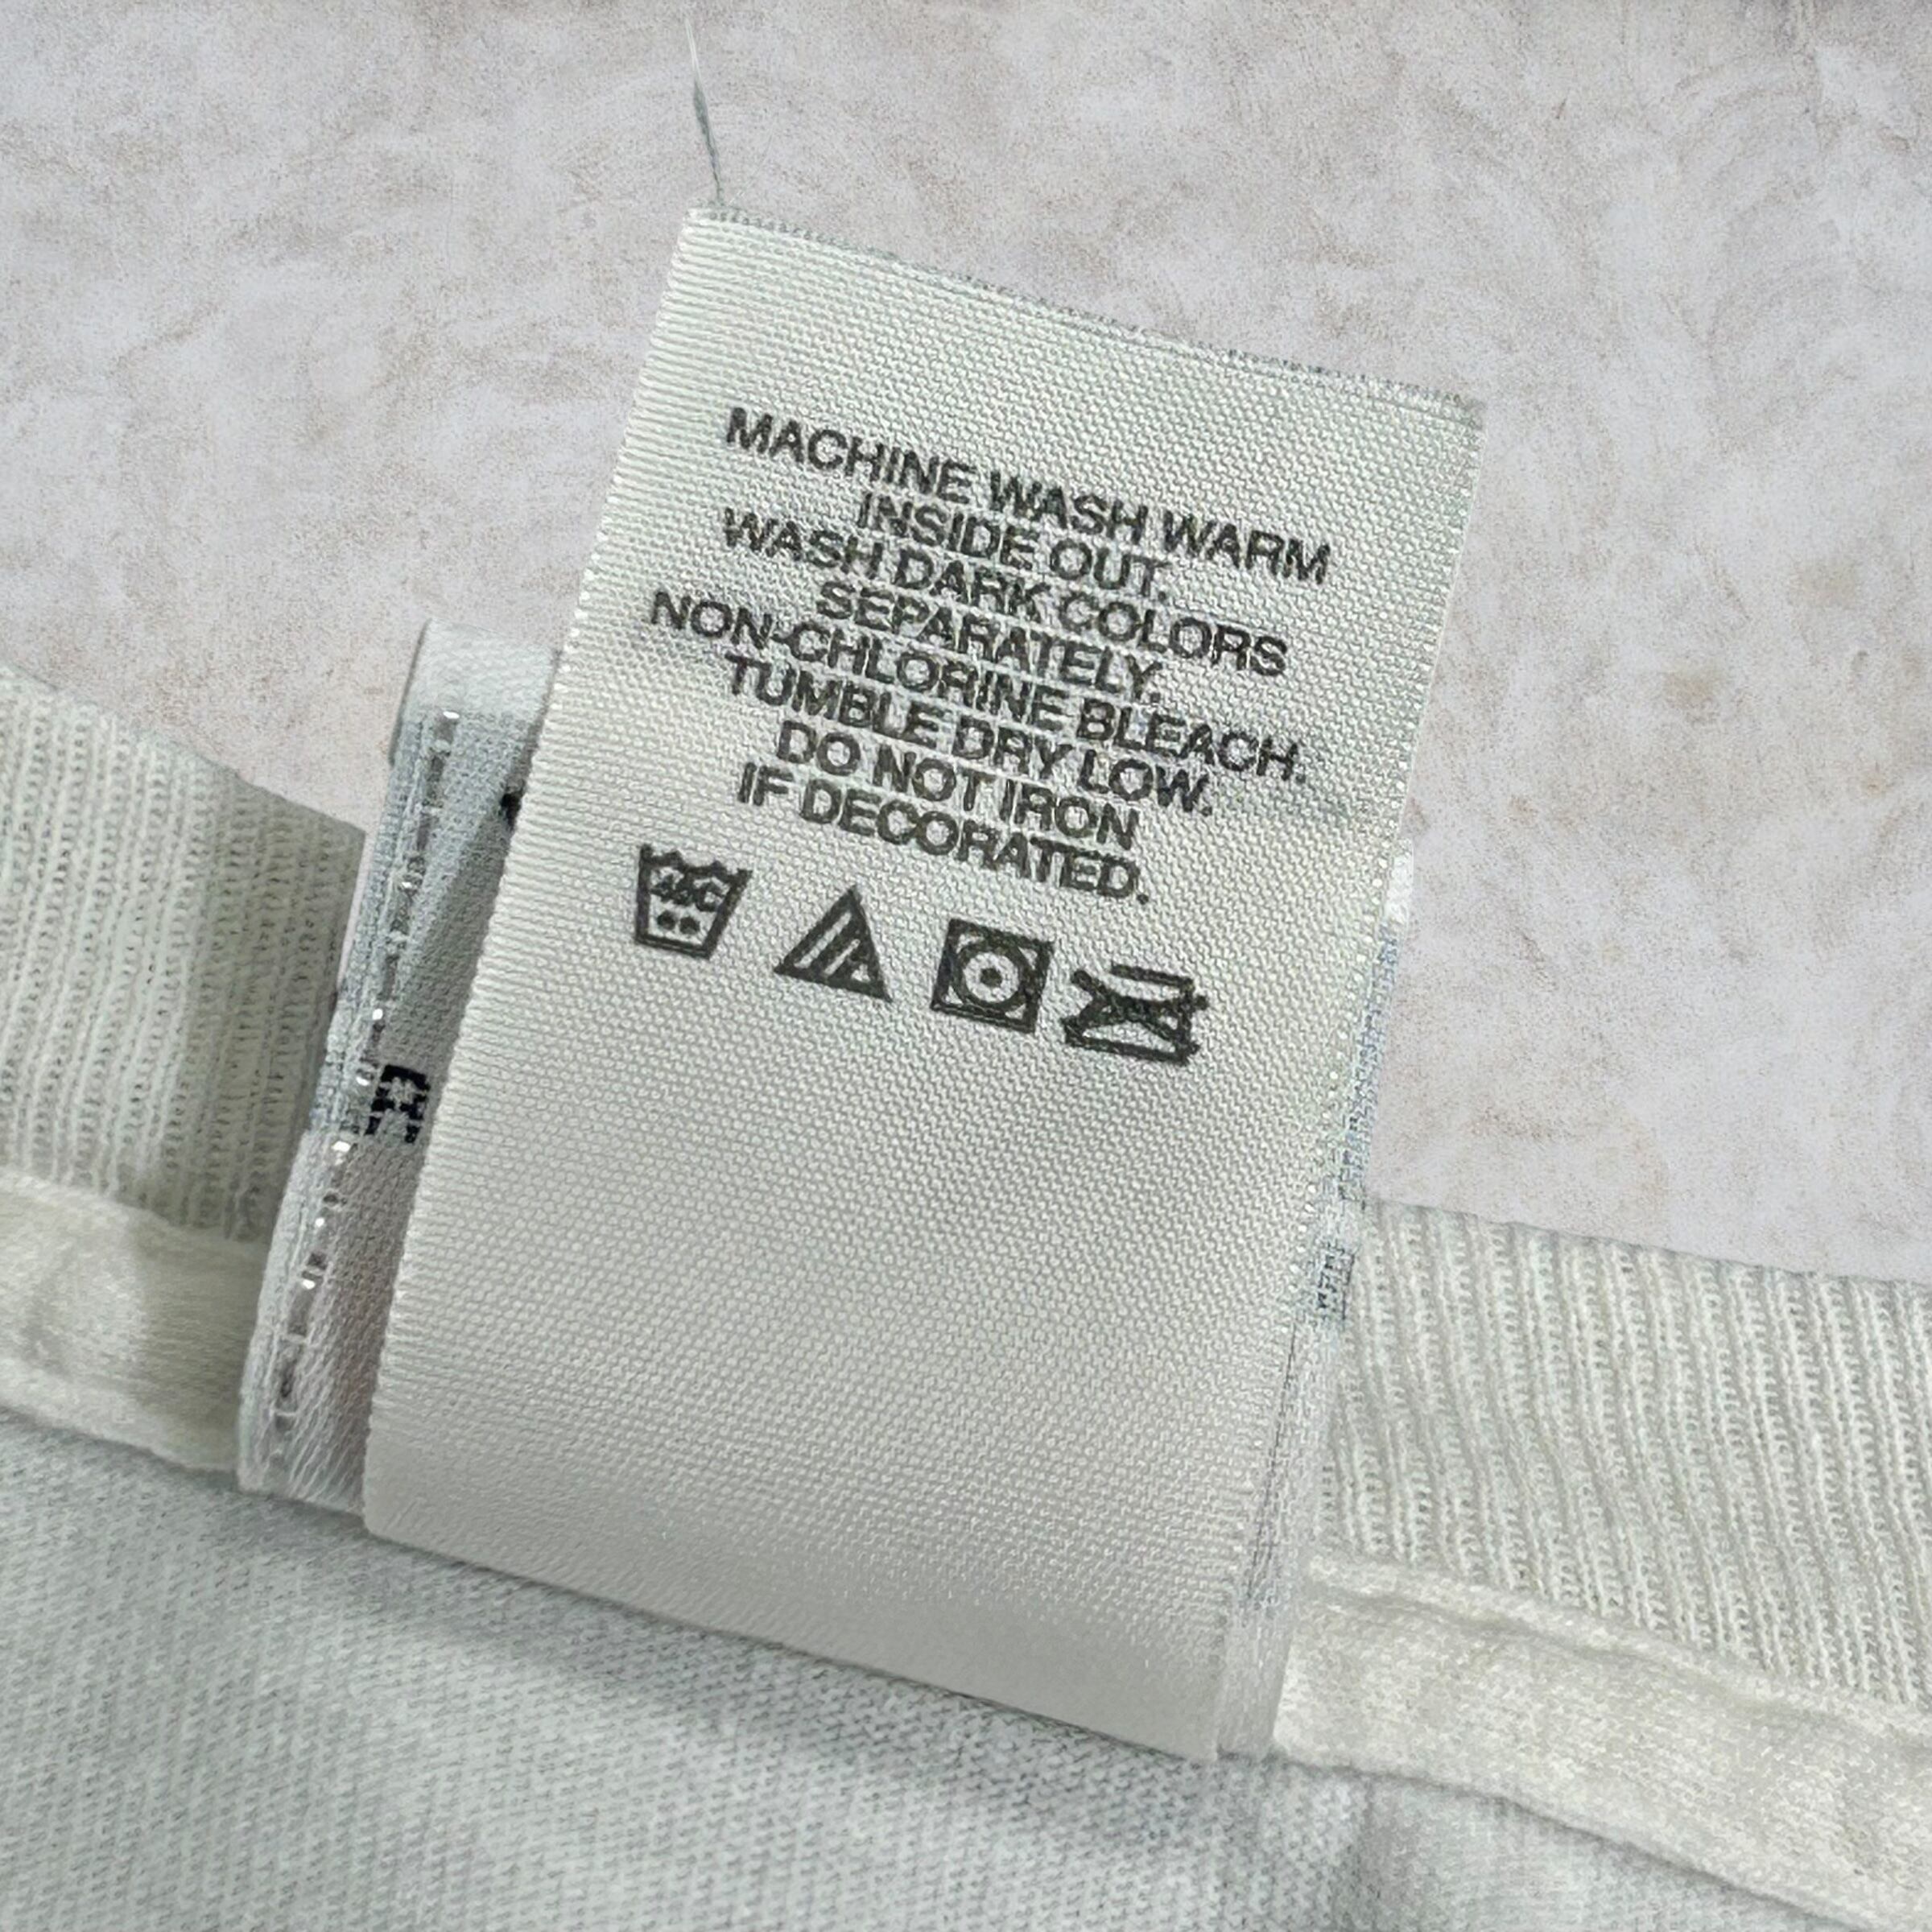 MACHINE WASH WARM
INSIDE OUT.
WASH DARK COLORS
SEPARATELY.
NON-CHLORINE BLEACH.
TUMBLE DRY LOW.
DO NOT IRON
IF DECORATED.
40C
R